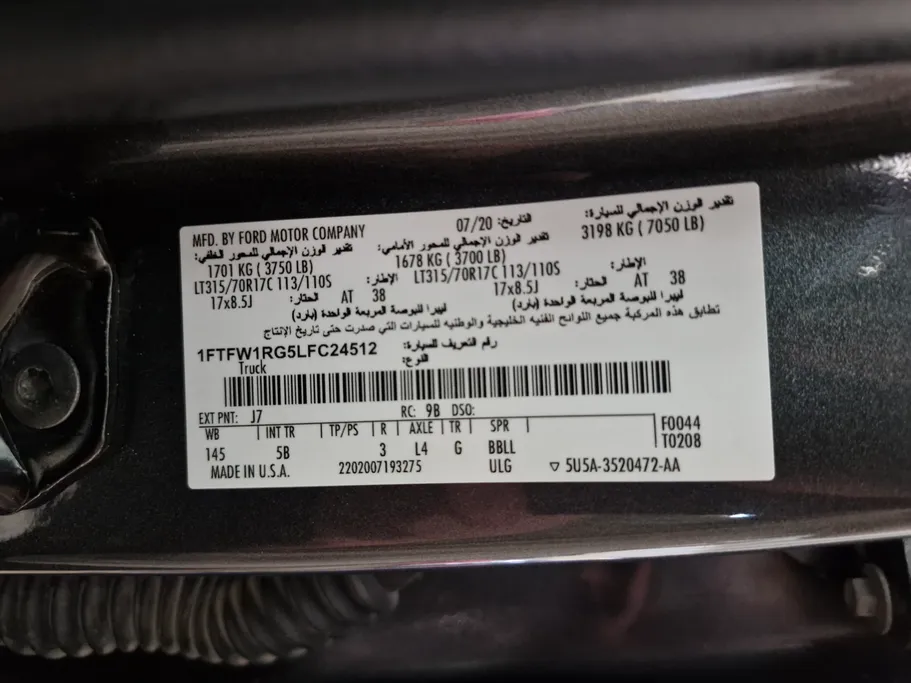 MFD. BY FORD MOTOR COMPANY 07/20 التاريخ: تقدير الوزن الإجمالي للسيارة:
3198 KG ( 7050 LB)
تقدير الوزن الإجمالي للمحور الخلفي: تقدير الوزن الإجمالي للمحور الأمامي:
1701 KG ( 3750 LB) 1678 KG ( 3700 LB)
LT315/70R17C 113/110S الإطار: LT315/70R17C 113/110S الإطار:
17x8.5J الحتار: AT 38 17x8.5J الحتار: AT 38
ليبرا للبوصة المربعة الواحدة (بارد) ليبرا للبوصة المربعة الواحدة (بارد)
تطابق هذه المركبة جميع اللوائح الفنيه الخليجية والوطنيه للسيارات التي صدرت حتى تاريخ الإنتاج
1FTFW1RG5LFC24512 رقم التعريف للسيارة:
Truck النوع:
EXT PNT: J7 RC: 9B DSO:
WB INT TR TP/PS R AXLE TR SPR F0044
145 5B 3 L4 G BBLL T0208
MADE IN U.S.A. 2202007193275 ULG ▽ 5U5A-3520472-AA